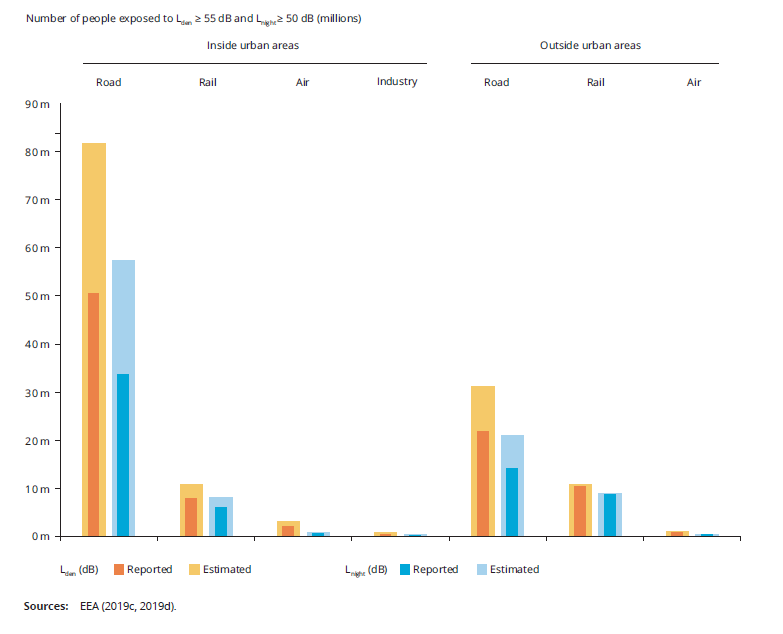 Number of people exposed to Lden ≥ 55 dB and Lnight ≥ 50 dB (millions)
Inside urban areas Outside urban areas
Road Rail Air Industry Road Rail Air
90 m
80 m
70 m
60 m
50 m
40 m
30 m
20 m
10 m
0 m
Lden (dB) Reported Estimated Lnight (dB) Reported Estimated
Sources: EEA (2019c, 2019d).